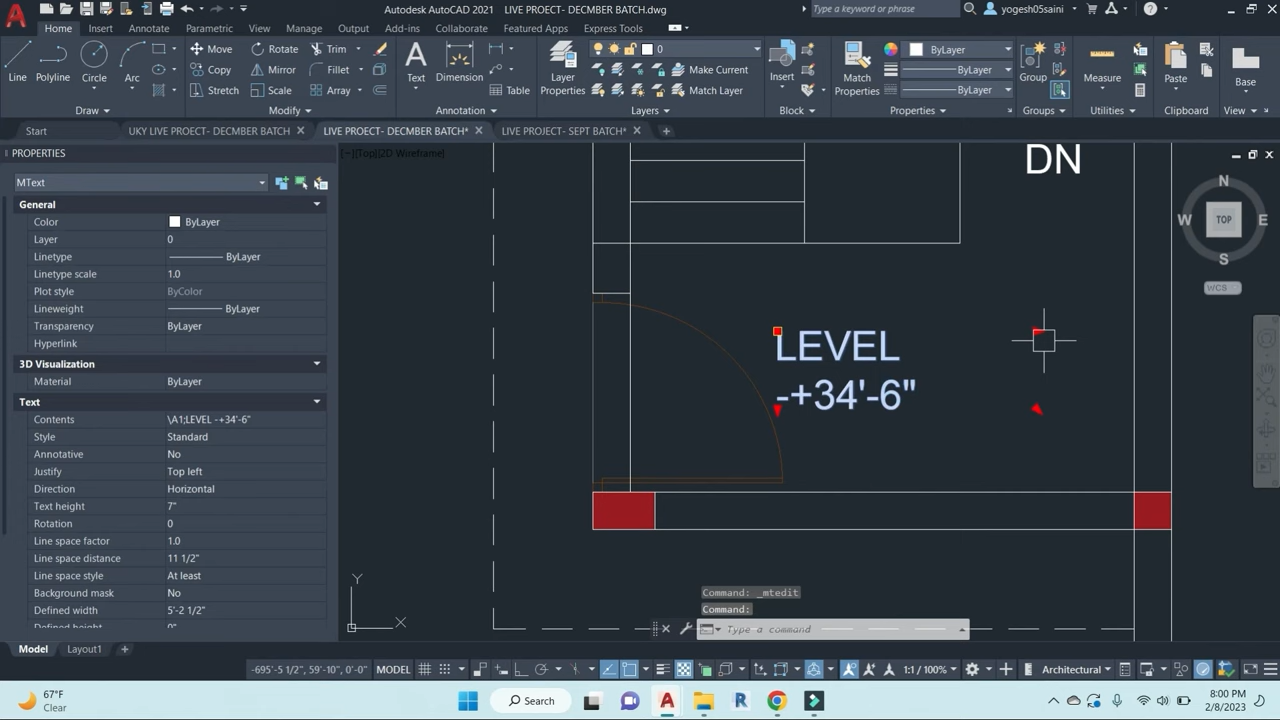 Autodesk AutoCAD 2021 LIVE PROECT- DECMBER BATCH.dwg
Type a keyword or phrase
yogesh05saini
Home Insert Annotate Parametric View Manage Output Add-ins Collaborate Featured Apps Express Tools
Line Polyline Circle Arc
Move Rotate Trim
Copy Mirror Fillet
Stretch Scale Array
Text Dimension Table
Layer Properties
0
Make Current
Match Layer
Insert
Match Properties
ByLayer
ByLayer
ByLayer
Group Measure Paste Base
Draw Modify Annotation Layers Block Properties Groups Utilities Clipboard View
Start UKY LIVE PROECT- DECMBER BATCH LIVE PROECT- DECMBER BATCH* LIVE PROJECT- SEPT BATCH*
PROPERTIES
[−][Top][2D Wireframe]
MText
General
Color ByLayer
Layer 0
Linetype ByLayer
Linetype scale 1.0
Plot style ByColor
Lineweight ByLayer
Transparency ByLayer
Hyperlink
3D Visualization
Material ByLayer
Text
Contents \A1;LEVEL -+34'-6"
Style Standard
Annotative No
Justify Top left
Direction Horizontal
Text height 7"
Rotation 0
Line space factor 1.0
Line space distance 11 1/2"
Line space style At least
Background mask No
Defined width 5'-2 1/2"
Defined height 0"
DN
N
W TOP E
S
WCS
LEVEL
-+34'-6"
Y
X
Command: _mtedit
Command:
Type a command
Model Layout1
-695'-5 1/2", 59'-10", 0'-0" MODEL
1:1 / 100%
Architectural
67°F
Clear
Search
8:00 PM
2/8/2023